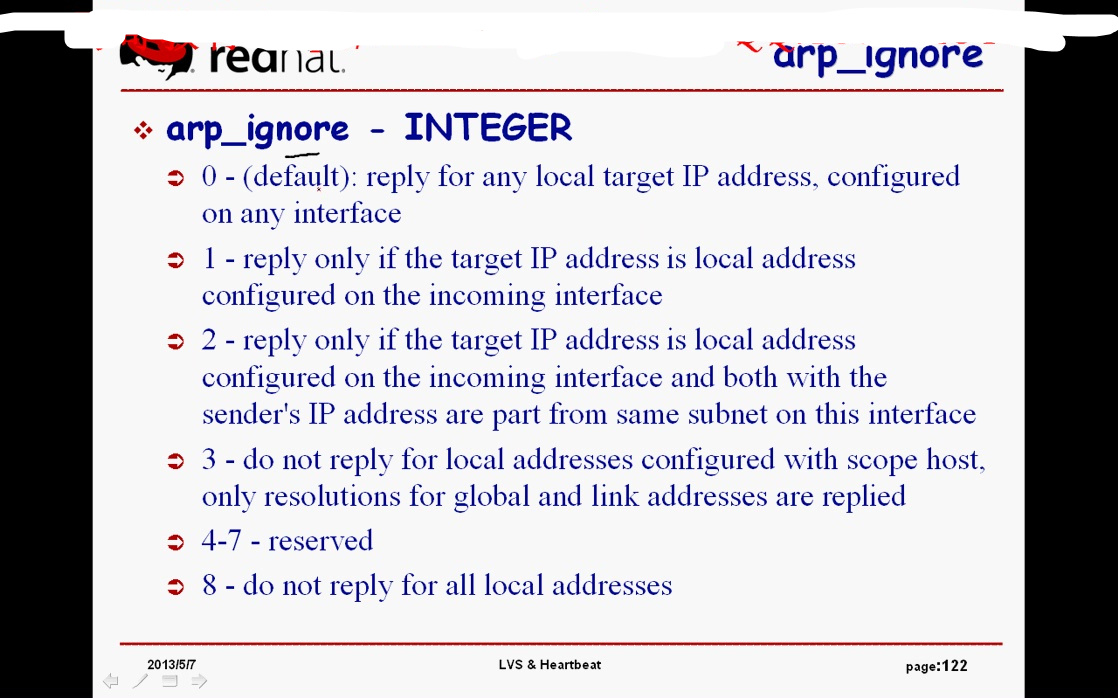 redhat.
arp_ignore
arp_ignore - INTEGER
0 - (default): reply for any local target IP address, configured
on any interface
1 - reply only if the target IP address is local address
configured on the incoming interface
2 - reply only if the target IP address is local address
configured on the incoming interface and both with the
sender's IP address are part from same subnet on this interface
3 - do not reply for local addresses configured with scope host,
only resolutions for global and link addresses are replied
4-7 - reserved
8 - do not reply for all local addresses
2013/5/7
LVS & Heartbeat
page:122